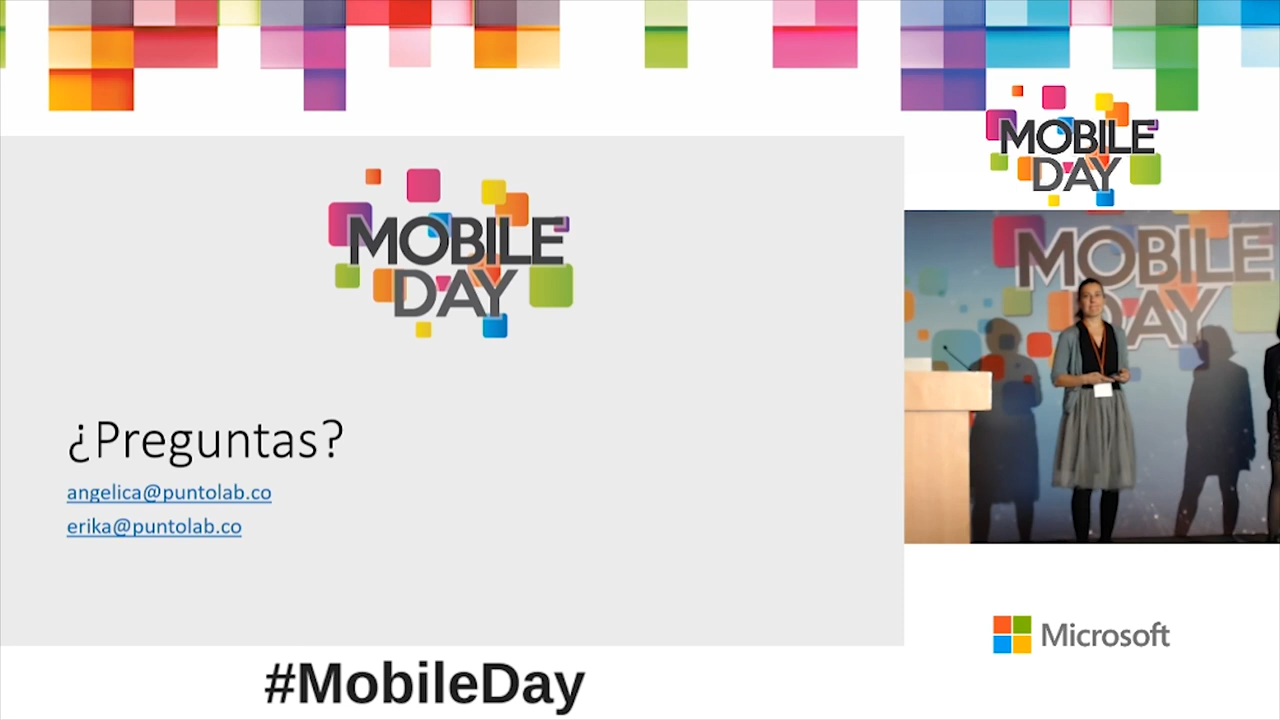 MOBILE
DAY
MOBILE
DAY
MOBILE
DAY
¿Preguntas?
angelica@puntolab.co
erika@puntolab.co
Microsoft
#MobileDay